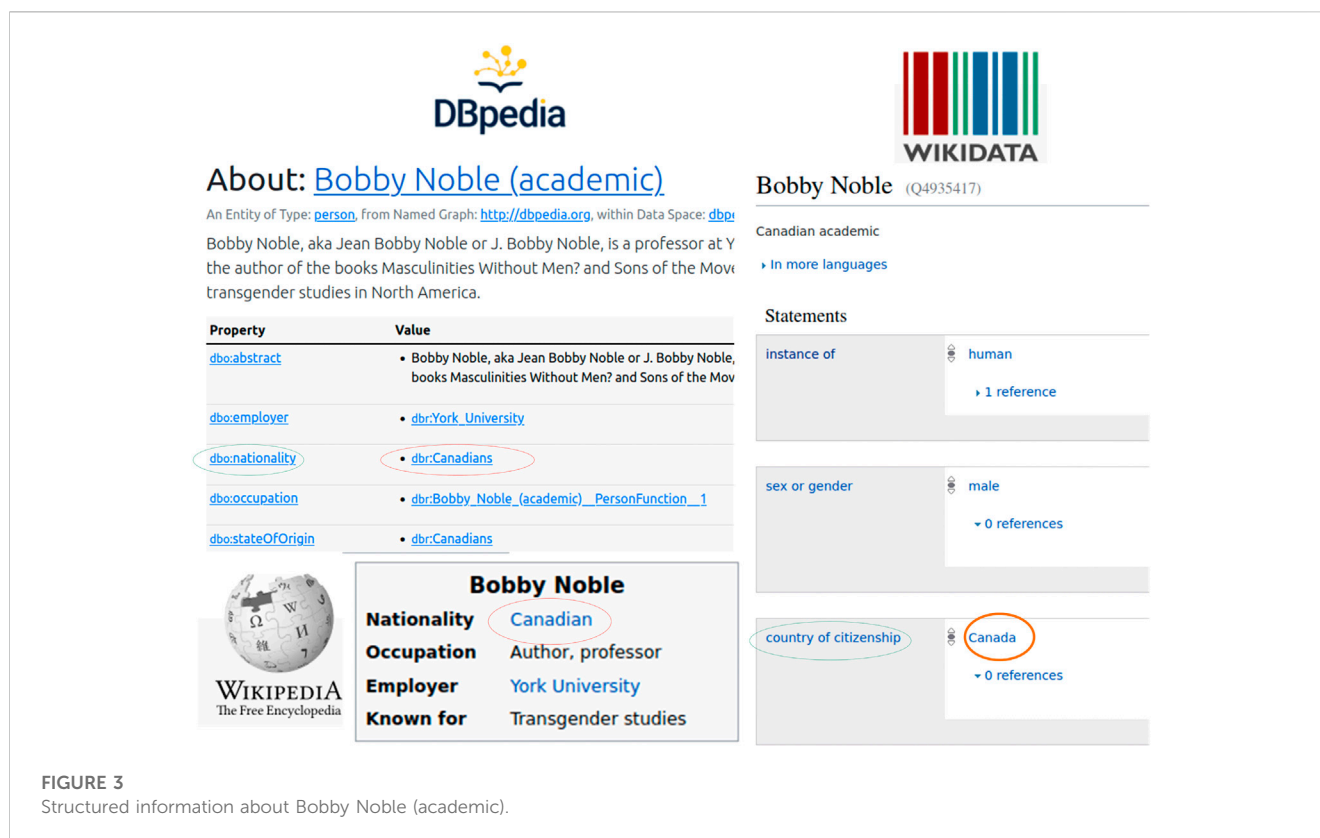 DBpedia
About: Bobby Noble (academic)
An Entity of Type: person, from Named Graph: http://dbpedia.org, within Data Space: dbpe
Bobby Noble, aka Jean Bobby Noble or J. Bobby Noble, is a professor at Y
the author of the books Masculinities Without Men? and Sons of the Move
transgender studies in North America.
Property Value
dbo:abstract • Bobby Noble, aka Jean Bobby Noble or J. Bobby Noble,
books Masculinities Without Men? and Sons of the Mov
dbo:employer • dbr:York_University
dbo:nationality • dbr:Canadians
dbo:occupation • dbr:Bobby_Noble_(academic)__PersonFunction__1
dbo:stateOfOrigin • dbr:Canadians
WIKIDATA
Bobby Noble (Q4935417)
Canadian academic
In more languages
Statements
instance of human
1 reference
sex or gender male
0 references
country of citizenship Canada
0 references
Ω W И 維 7
WIKIPEDIA
The Free Encyclopedia
Bobby Noble
Nationality Canadian
Occupation Author, professor
Employer York University
Known for Transgender studies
FIGURE 3
Structured information about Bobby Noble (academic).